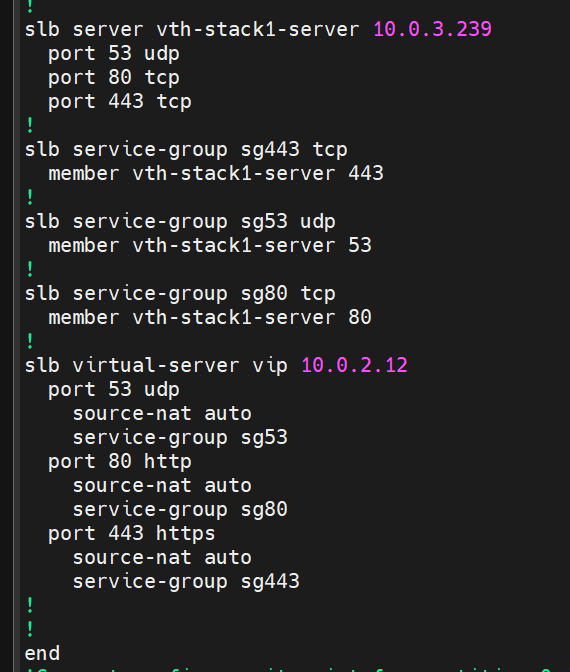 !
slb server vth-stack1-server 10.0.3.239
port 53 udp
port 80 tcp
port 443 tcp
!
slb service-group sg443 tcp
member vth-stack1-server 443
!
slb service-group sg53 udp
member vth-stack1-server 53
!
slb service-group sg80 tcp
member vth-stack1-server 80
!
slb virtual-server vip 10.0.2.12
port 53 udp
source-nat auto
service-group sg53
port 80 http
source-nat auto
service-group sg80
port 443 https
source-nat auto
service-group sg443
!
!
end